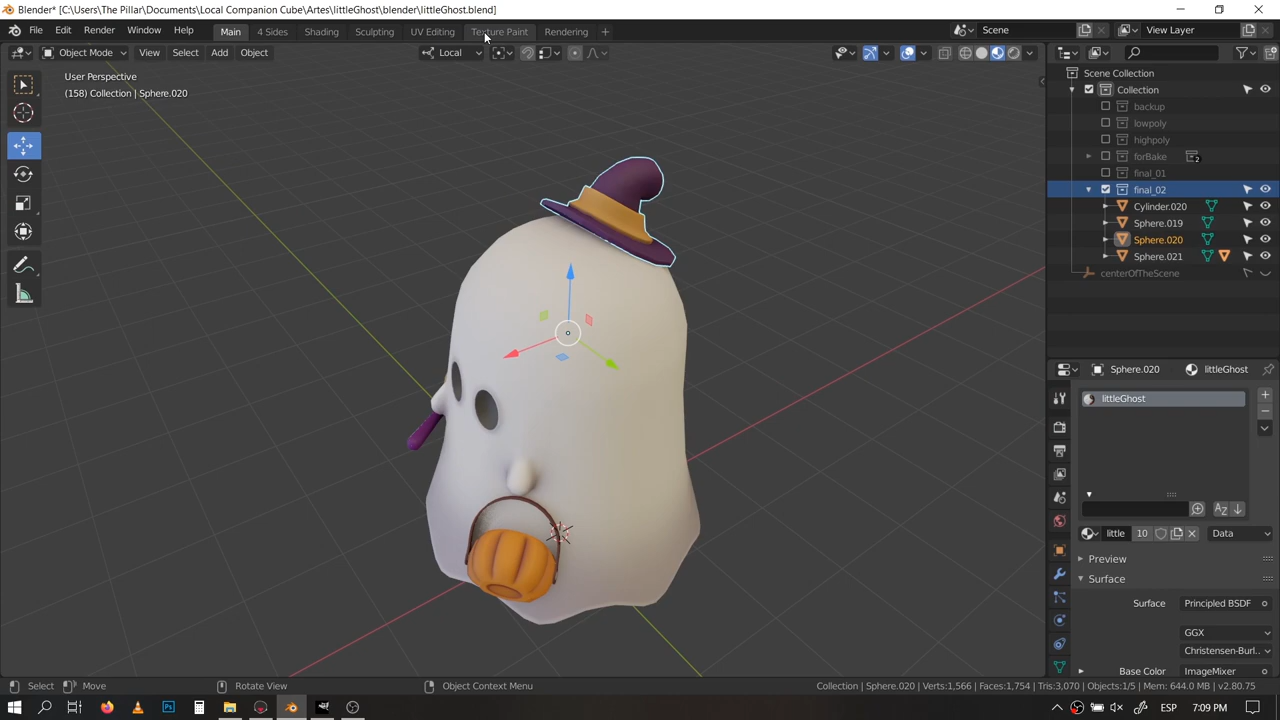 Blender* [C:\Users\The Pillar\Documents\Local Companion Cube\Artes\littleGhost\blender\littleGhost.blend]
File Edit Render Window Help Main 4 Sides Shading Sculpting UV Editing Texture Paint Rendering + Scene View Layer
Object Mode View Select Add Object Local
User Perspective
(158) Collection | Sphere.020
Scene Collection
Collection
backup
lowpoly
highpoly
forBake 2
final_01
final_02
Cylinder.020
Sphere.019
Sphere.020
Sphere.021
centerOfTheScene
Sphere.020 littleGhost
littleGhost
little 10 Data
Preview
Surface
Surface Principled BSDF
GGX
Christensen-Burl..
Base Color ImageMixer
Select Move Rotate View Object Context Menu Collection | Sphere.020 | Verts:1,566 | Faces:1,754 | Tris:3,070 | Objects:1/5 | Mem: 644.0 MB | v2.80.75
ESP 7:09 PM